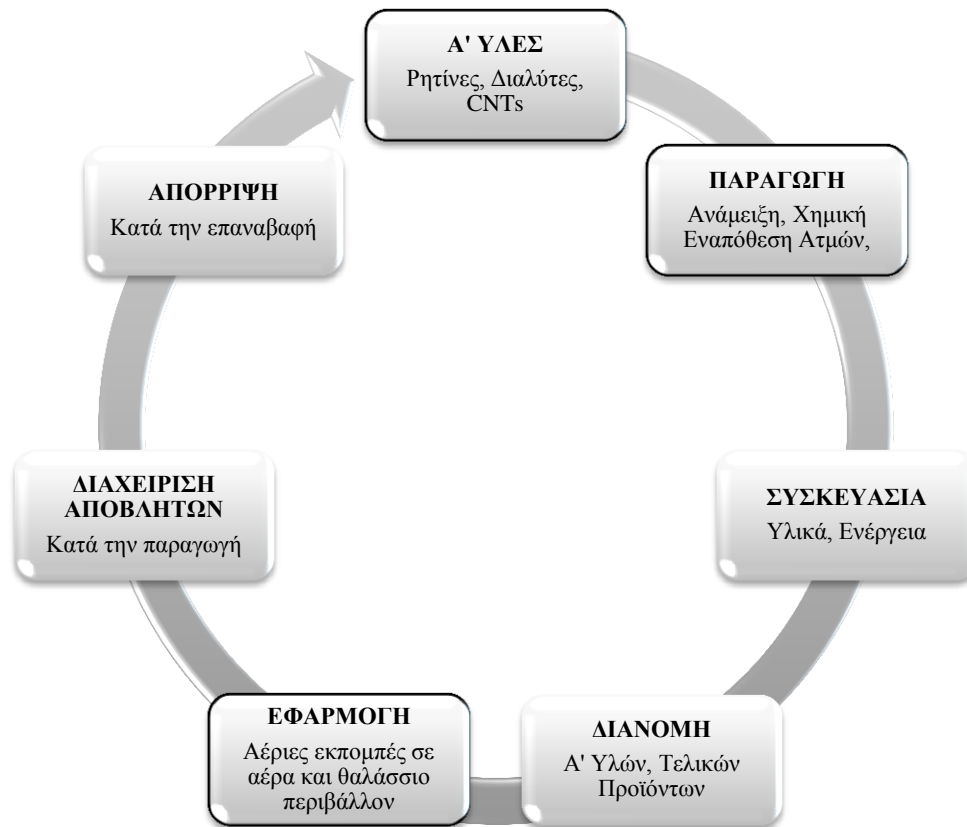 Α' ΥΛΕΣ
Ρητίνες, Διαλύτες,
CNTs
ΠΑΡΑΓΩΓΗ
Ανάμειξη, Χημική
Εναπόθεση Ατμών,
ΣΥΣΚΕΥΑΣΙΑ
Υλικά, Ενέργεια
ΔΙΑΝΟΜΗ
Α' Υλών, Τελικών
Προϊόντων
ΕΦΑΡΜΟΓΗ
Αέριες εκπομπές σε
αέρα και θαλάσσιο
περιβάλλον
ΔΙΑΧΕΙΡΙΣΗ
ΑΠΟΒΛΗΤΩΝ
Κατά την παραγωγή
ΑΠΟΡΡΙΨΗ
Κατά την επαναβαφή